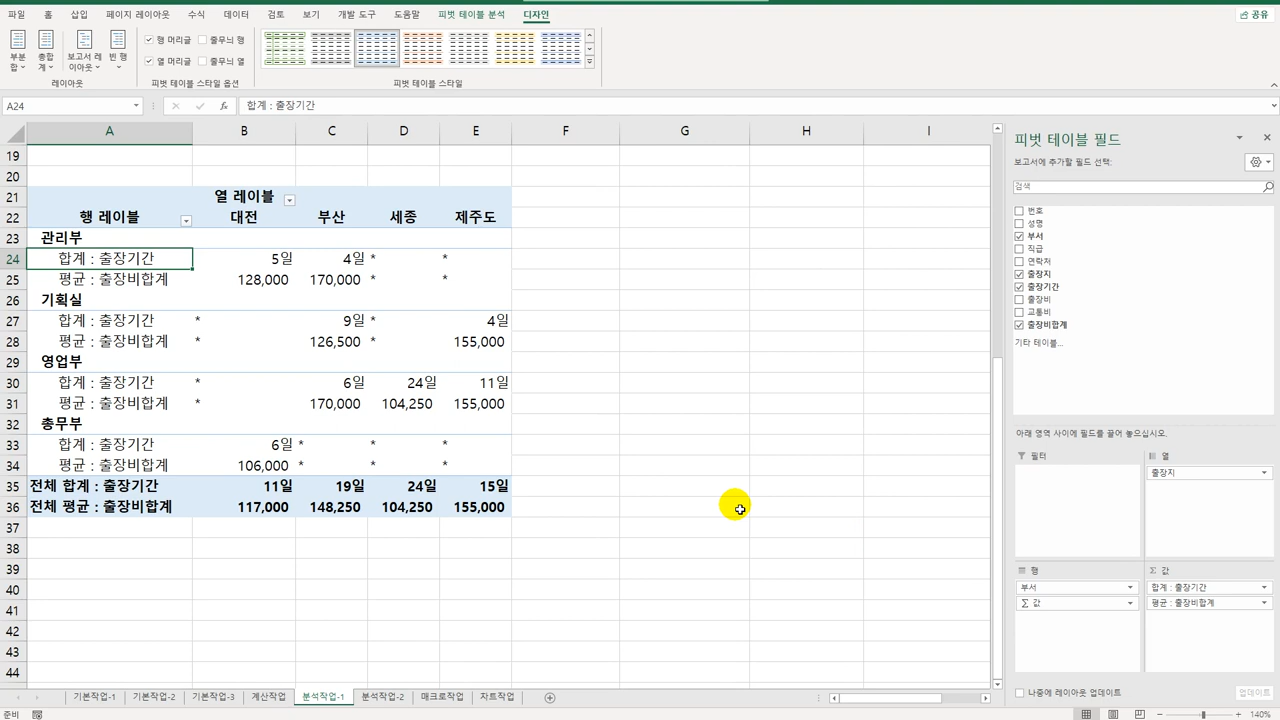 파일 홈 삽입 페이지 레이아웃 수식 데이터 검토 보기 개발 도구 도움말 피벗 테이블 분석 디자인 공유
부분합 총합계 보고서 레이아웃 빈 행
행 머리글 줄무늬 행
열 머리글 줄무늬 열
레이아웃 피벗 테이블 스타일 옵션 피벗 테이블 스타일
A24 fx 합계 : 출장기간
A B C D E F G H I
19
20
21 열 레이블
22 행 레이블 대전 부산 세종 제주도
23 관리부
24 합계 : 출장기간 5일 4일 * *
25 평균 : 출장비합계 128,000 170,000 * *
26 기획실
27 합계 : 출장기간 * 9일 * 4일
28 평균 : 출장비합계 * 126,500 * 155,000
29 영업부
30 합계 : 출장기간 * 6일 24일 11일
31 평균 : 출장비합계 * 170,000 104,250 155,000
32 총무부
33 합계 : 출장기간 6일 * * *
34 평균 : 출장비합계 106,000 * * *
35 전체 합계 : 출장기간 11일 19일 24일 15일
36 전체 평균 : 출장비합계 117,000 148,250 104,250 155,000
37
38
39
40
41
42
43
44
피벗 테이블 필드
보고서에 추가할 필드 선택:
검색
번호
성명
부서
직급
연락처
출장지
출장기간
출장비
교통비
출장비합계
기타 테이블...
아래 영역 사이에 필드를 끌어 놓으십시오.
필터 열
출장지
행 Σ 값
부서 합계 : 출장기간
Σ 값 평균 : 출장비합계
나중에 레이아웃 업데이트 업데이트
기본작업-1 기본작업-2 기본작업-3 계산작업 분석작업-1 분석작업-2 매크로작업 차트작업
준비 140%